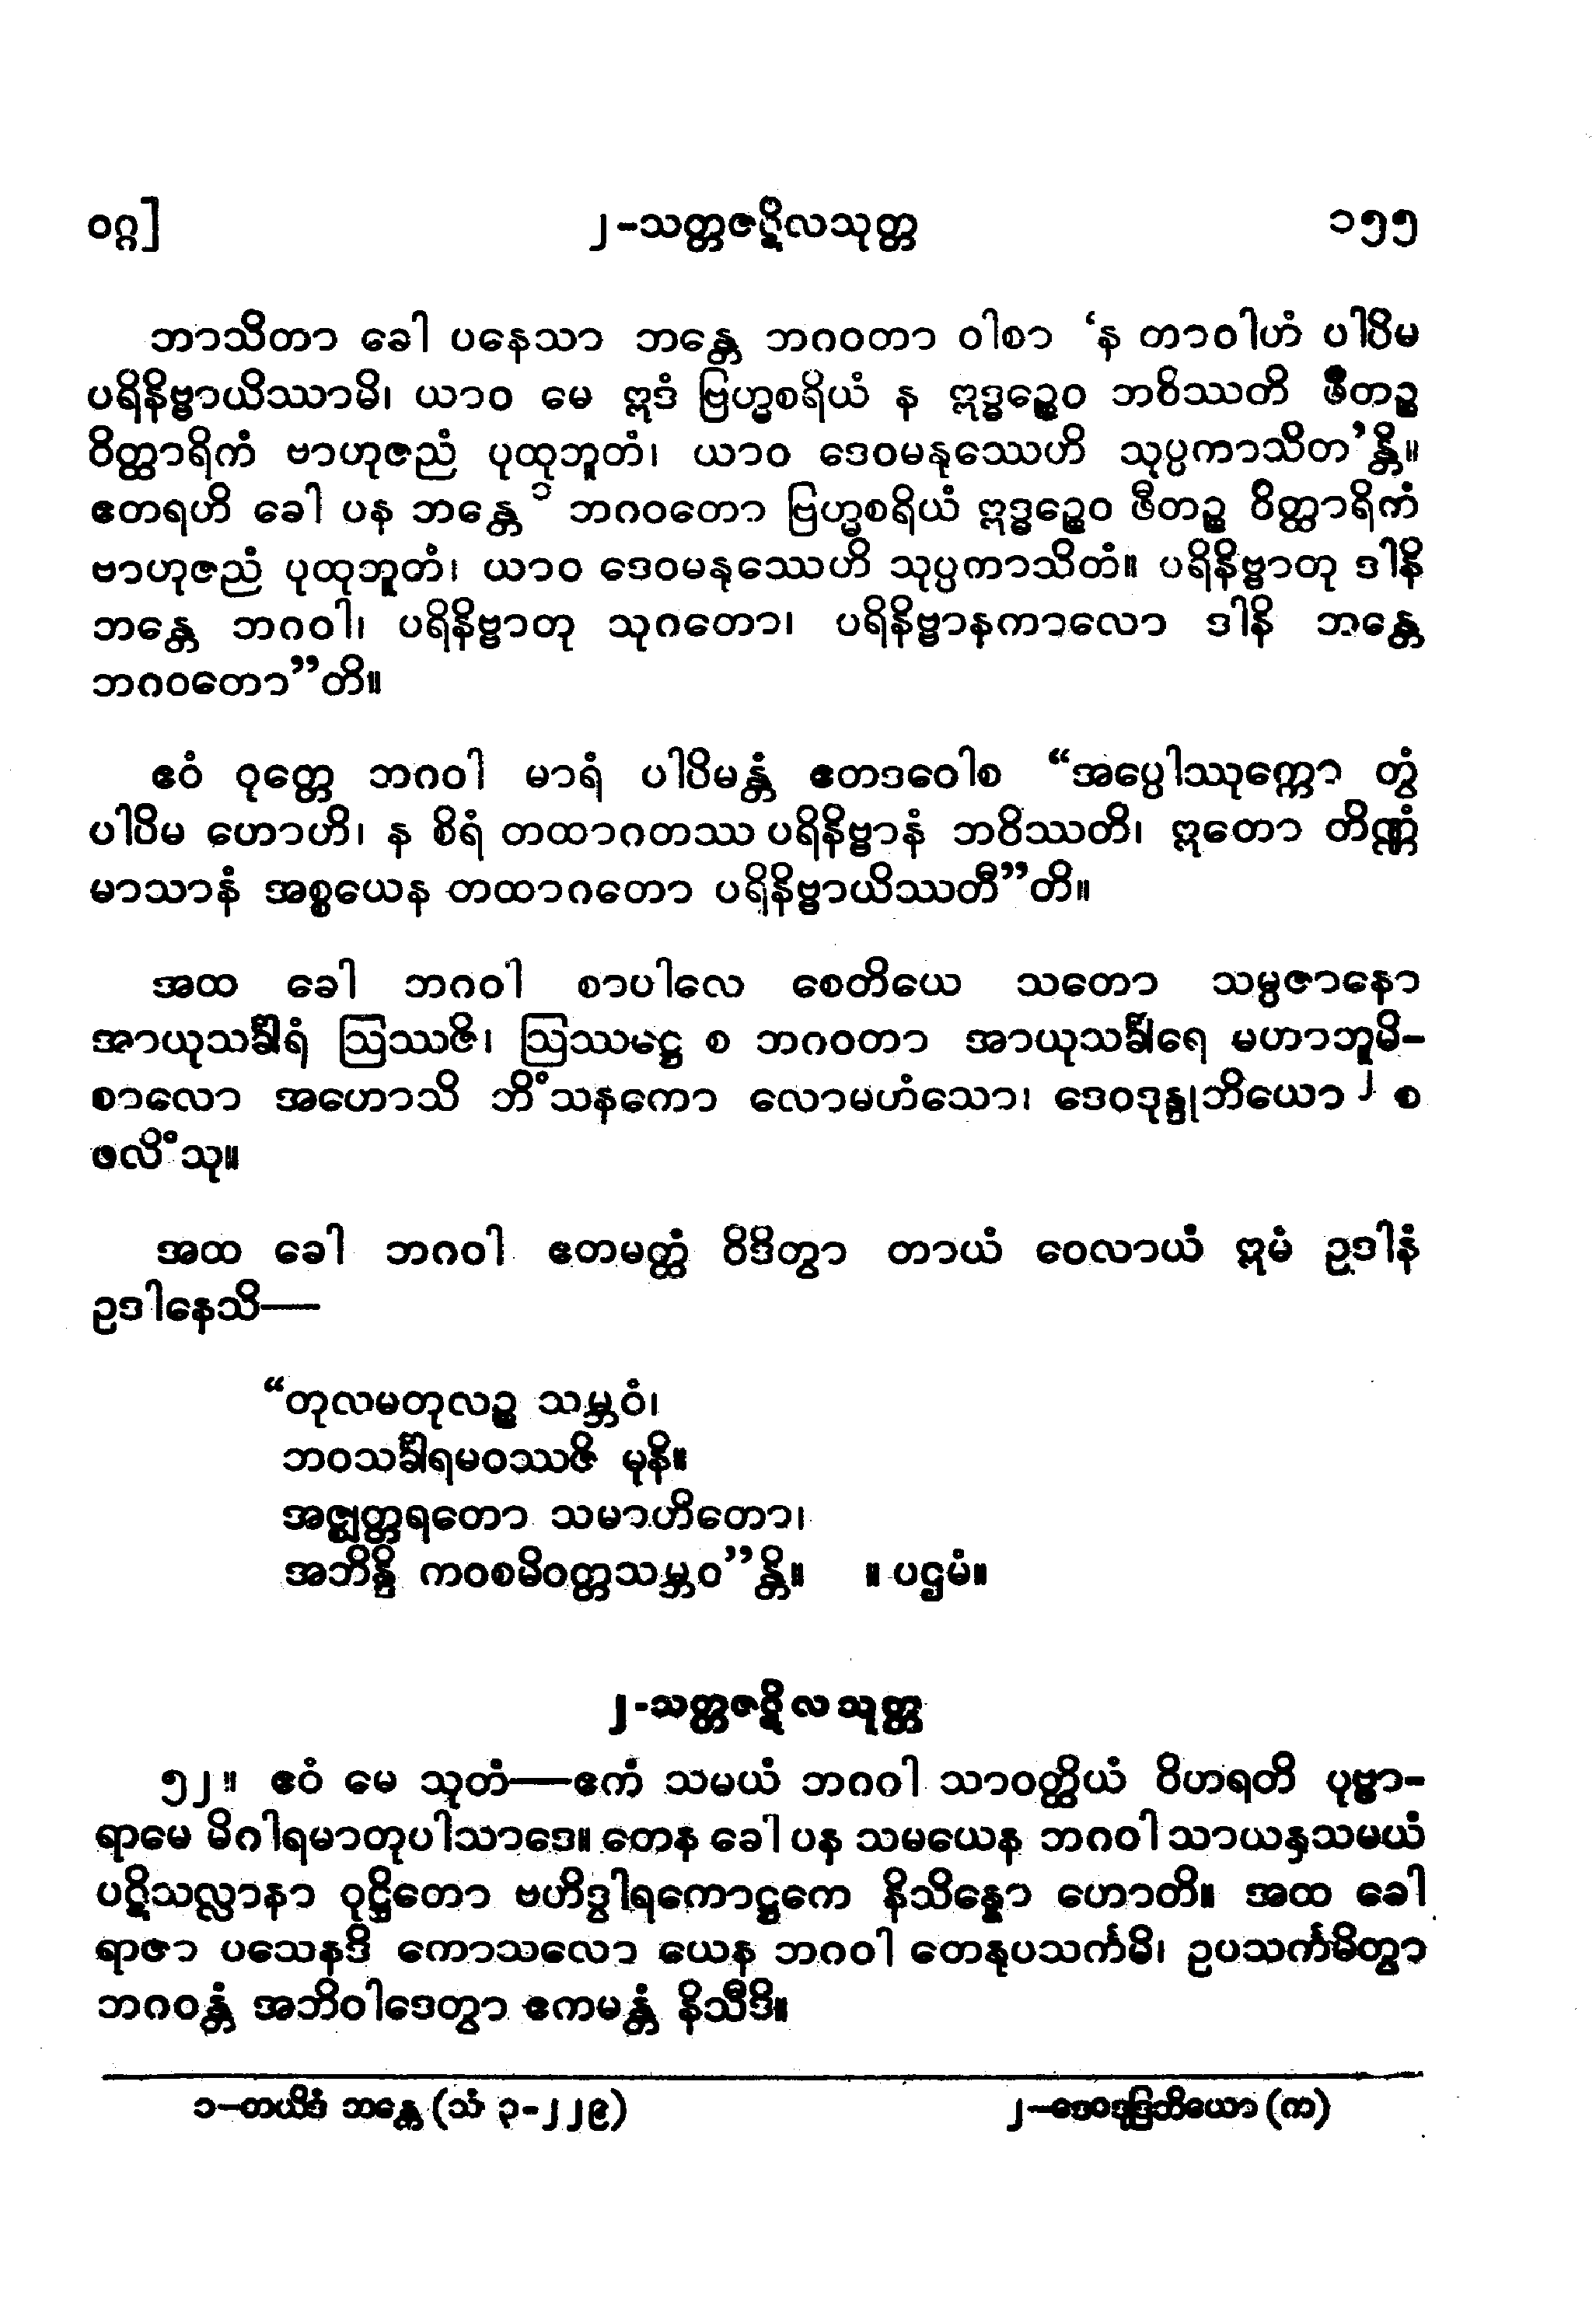 ဝဂ္ဂ]
၂-သတ္တဇဋိလသုတ္တ
၁၅၅
ဘာသိတာ ခေါ ပနေသာ ဘန္တေ ဘဂဝတာ ဝါစာ ‘န တာဝါဟံ ပါပိမ
ပရိနိဗ္ဗာယိဿာမိ၊ ယာဝ မေ ဣဒံ ဗြဟ္မစရိယံ န ဣဒ္ဓဉ္စေဝ ဘဝိဿတိ ဖီတဉ္စ
ဝိတ္ထာရိကံ ဗာဟုဇညံ ပုထုဘူတံ၊ ယာဝ ဒေဝမနုဿေဟိ သုပ္ပကာသိတ’န္တိ။
ဧတရဟိ ခေါ ပန ဘန္တေ ၁ ဘဂဝတော ဗြဟ္မစရိယံ ဣဒ္ဓဉ္စေဝ ဖီတဉ္စ ဝိတ္ထာရိကံ
ဗာဟုဇညံ ပုထုဘူတံ၊ ယာဝ ဒေဝမနုဿေဟိ သုပ္ပကာသိတံ။ ပရိနိဗ္ဗာတု ဒါနိ
ဘန္တေ ဘဂဝါ၊ ပရိနိဗ္ဗာတု သုဂတော၊ ပရိနိဗ္ဗာနကာလော ဒါနိ ဘန္တေ
ဘဂဝတော”တိ။
ဧဝံ ဝုတ္တေ ဘဂဝါ မာရံ ပါပိမန္တံ ဧတဒဝေါစ “အပ္ပေါဿုက္ကော တွံ
ပါပိမ ဟောဟိ၊ န စိရံ တထာဂတဿ ပရိနိဗ္ဗာနံ ဘဝိဿတိ၊ ဣတော တိဏ္ဏံ
မာသာနံ အစ္စယေန တထာဂတော ပရိနိဗ္ဗာယိဿတီ”တိ။
အထ ခေါ ဘဂဝါ စာပါလေ စေတိယေ သတော သမ္ပဇာနော
အာယုသင်္ခါရံ ဩဿဇိ၊ ဩဿဋ္ဌေ စ ဘဂဝတာ အာယုသင်္ခါရေ မဟာဘူမိ-
စာလော အဟောသိ ဘိံသနကော လောမဟံသော၊ ဒေဝဒုန္ဒုဘိယော ၂ စ
ဖလိံသု။
အထ ခေါ ဘဂဝါ ဧတမတ္ထံ ဝိဒိတွာ တာယံ ဝေလာယံ ဣမံ ဥဒါနံ
ဥဒါနေသိ—
“တုလမတုလဉ္စ သမ္ဘဝံ၊
ဘဝသင်္ခါရမဝဿဇိ မုနိ။
အဇ္ဈတ္တရတော သမာဟိတော၊
အဘိန္ဒိ ကဝစမိဝတ္တသမ္ဘဝ”န္တိ။ ။ ပဌမံ။
၂-သတ္တဇဋိလသုတ္တ
၅၂။ ဧဝံ မေ သုတံ—ဧကံ သမယံ ဘဂဝါ သာဝတ္ထိယံ ဝိဟရတိ ပုဗ္ဗာ-
ရာမေ မိဂါရမာတုပါသာဒေ။ တေန ခေါ ပန သမယေန ဘဂဝါ သာယနှသမယံ
ပဋိသလ္လာနာ ဝုဋ္ဌိတော ဗဟိဒွါရကောဋ္ဌကေ နိသိန္နော ဟောတိ။ အထ ခေါ
ရာဇာ ပသေနဒိ ကောသလော ယေန ဘဂဝါ တေနုပသင်္ကမိ၊ ဥပသင်္ကမိတွာ
ဘဂဝန္တံ အဘိဝါဒေတွာ ဧကမန္တံ နိသီဒိ။
၁—တယိဒံ ဘန္တေ (သံ ၃-၂၂၉)
၂—ဒေဝဒုဒြဘိယော (က)